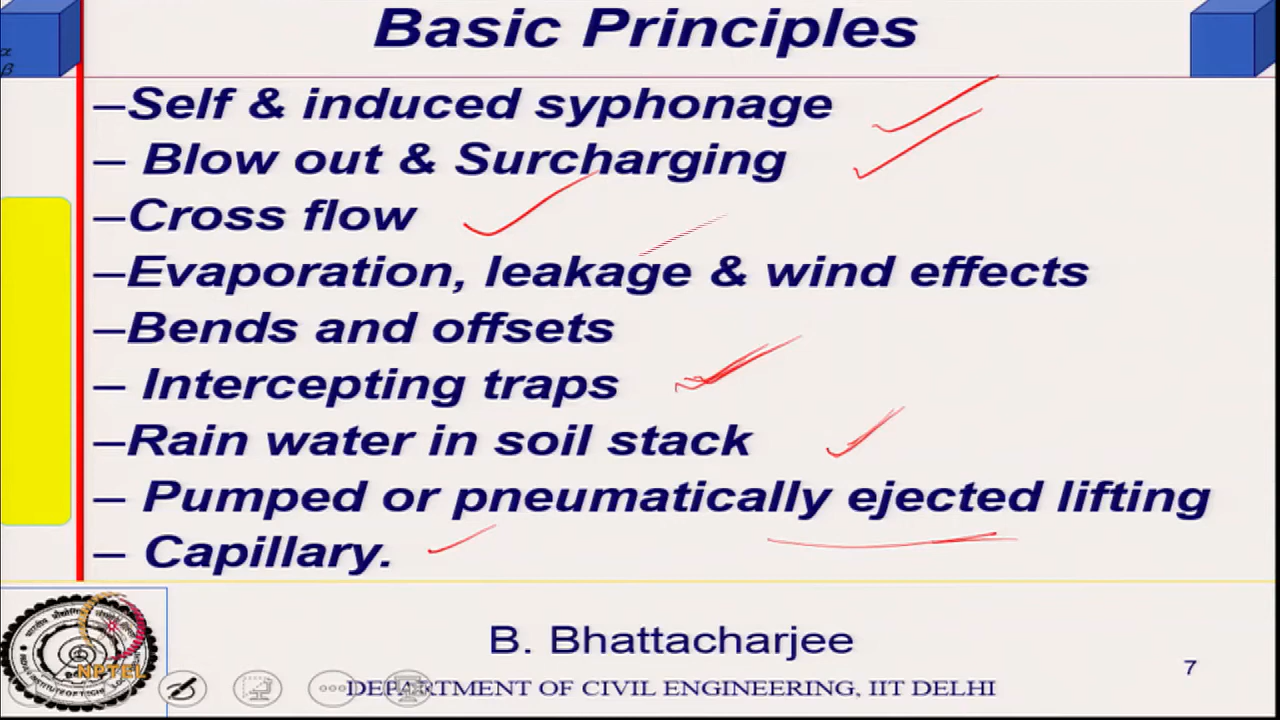 α
β
Basic Principles
–Self & induced syphonage
– Blow out & Surcharging
–Cross flow
–Evaporation, leakage & wind effects
–Bends and offsets
– Intercepting traps
–Rain water in soil stack
– Pumped or pneumatically ejected lifting
– Capillary.
B. Bhattacharjee
NPTEL
DEPARTMENT OF CIVIL ENGINEERING, IIT DELHI
7